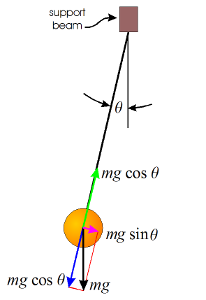 support
beam
θ
mg cos θ
mg sinθ
mg cos θ
mg